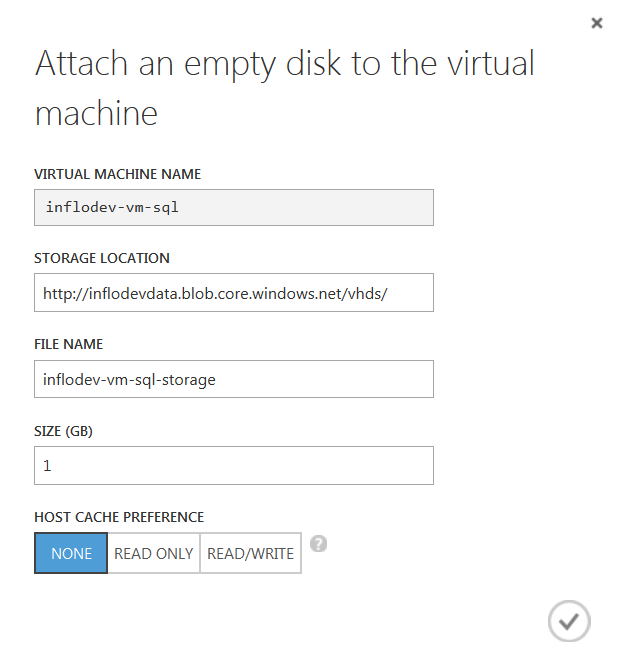 Attach an empty disk to the virtual
machine
VIRTUAL MACHINE NAME
inflodev-vm-sql
STORAGE LOCATION
http://inflodevdata.blob.core.windows.net/vhds/
FILE NAME
inflodev-vm-sql-storage
SIZE (GB)
1
HOST CACHE PREFERENCE
NONE READ ONLY READ/WRITE ?